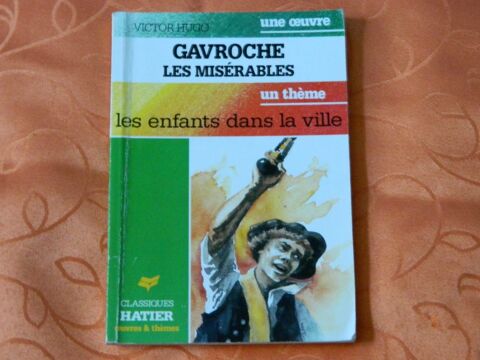 VICTOR HUGO
une œuvre
GAVROCHE
LES MISÉRABLES
un thème
les enfants dans la ville
CLASSIQUES
HATIER
œuvres & thèmes